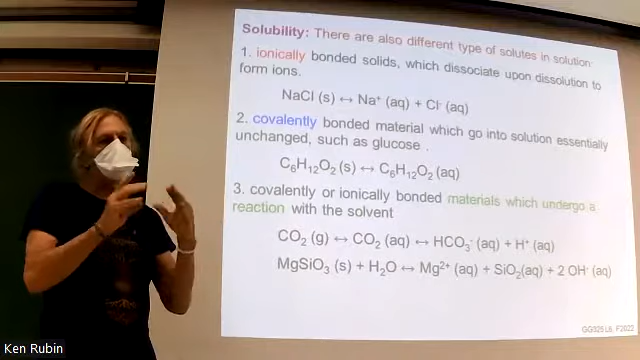 Solubility: There are also different type of solutes in solution
1. ionically bonded solids, which dissociate upon dissolution to
form ions.
NaCl (s) ↔ Na⁺ (aq) + Cl⁻ (aq)
2. covalently bonded material which go into solution essentially
unchanged, such as glucose .
C₆H₁₂O₂ (s) ↔ C₆H₁₂O₂ (aq)
3. covalently or ionically bonded materials which undergo a
reaction with the solvent
CO₂ (g) ↔ CO₂ (aq) ↔ HCO₃⁻ (aq) + H⁺ (aq)
MgSiO₃ (s) + H₂O ↔ Mg²⁺ (aq) + SiO₂(aq) + 2 OH⁻ (aq)
GG325 L6, F2022
Ken Rubin